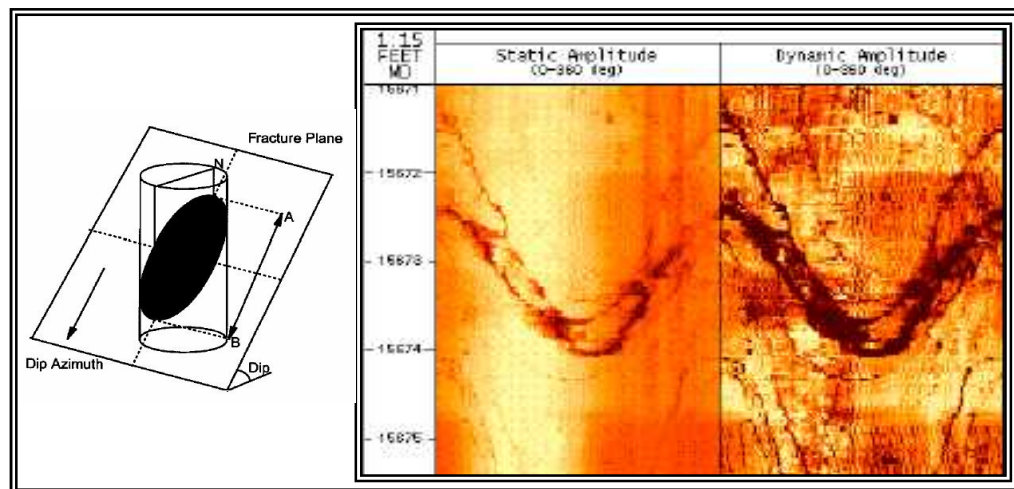 Fracture Plane
N
A
B
Dip Azimuth
Dip
1:15
FEET
MD
Static Amplitude
(0-360 deg)
Dynamic Amplitude
(0-360 deg)
15671
15672
15673
15674
15675